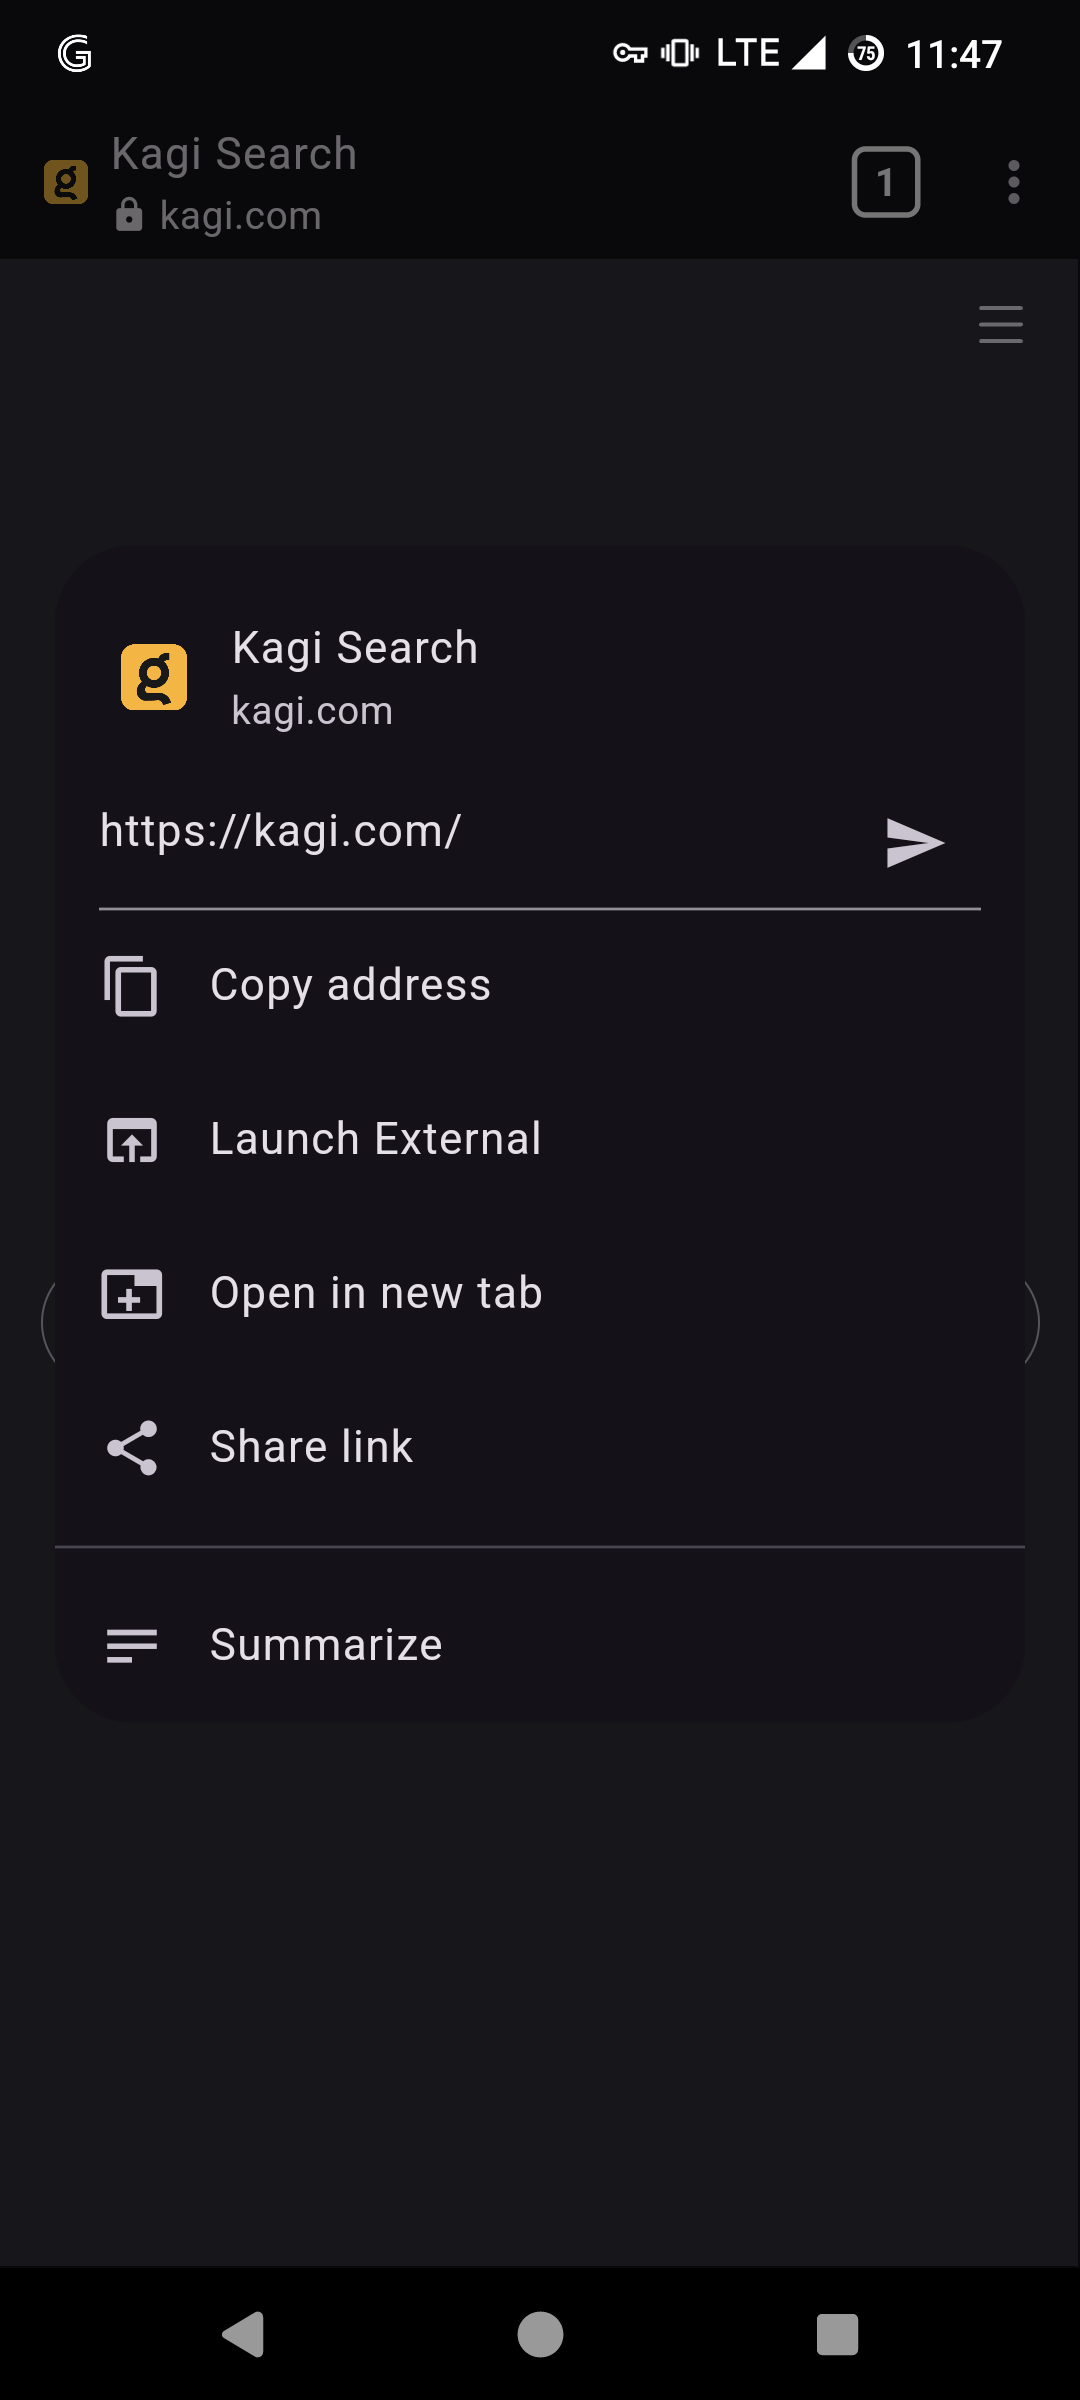 G LTE 75 11:47
Kagi Search
kagi.com
1
g
Kagi Search
kagi.com
g
https://kagi.com/
Copy address
Launch External
Open in new tab
Share link
Summarize